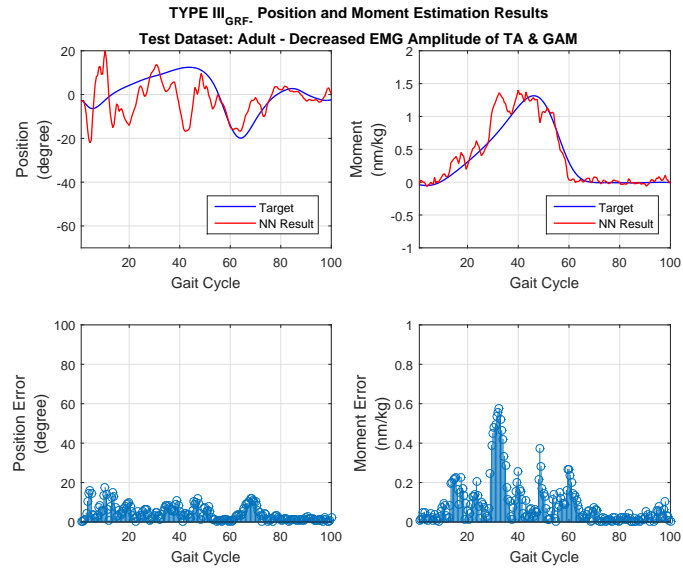 TYPE III_GRF- Position and Moment Estimation Results
Test Dataset: Adult - Decreased EMG Amplitude of TA & GAM
20
0
-20
-40
-60
Position
(degree)
Target
NN Result
20
40
60
80
100
Gait Cycle
2
1.5
1
0.5
0
-0.5
-1
Moment
(nm/kg)
Target
NN Result
20
40
60
80
100
Gait Cycle
100
80
60
40
20
0
Position Error
(degree)
20
40
60
80
100
Gait Cycle
1
0.8
0.6
0.4
0.2
0
Moment Error
(nm/kg)
20
40
60
80
100
Gait Cycle